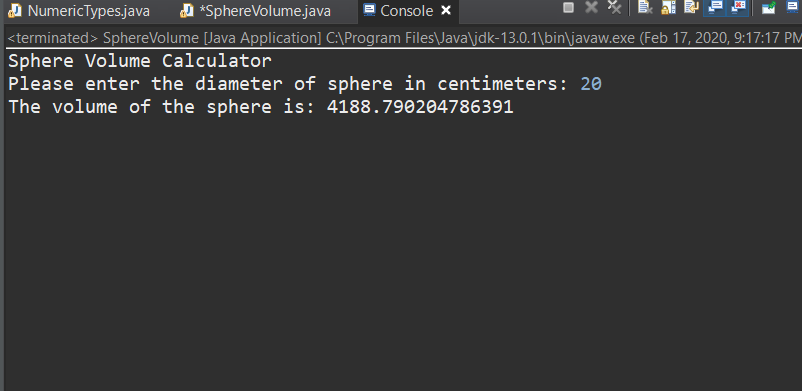 NumericTypes.java *SphereVolume.java Console
<terminated> SphereVolume [Java Application] C:\Program Files\Java\jdk-13.0.1\bin\javaw.exe (Feb 17, 2020, 9:17:17 PM
Sphere Volume Calculator
Please enter the diameter of sphere in centimeters: 20
The volume of the sphere is: 4188.790204786391